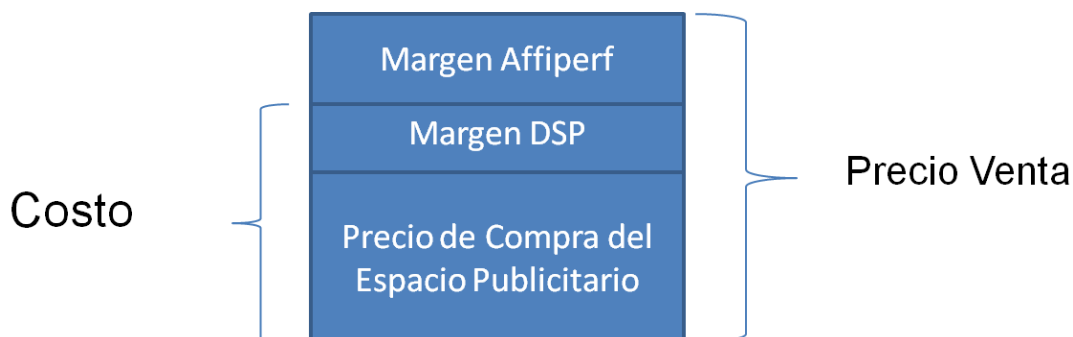 Margen Affiperf
Margen DSP
Precio Venta
Costo
Precio de Compra del
Espacio Publicitario